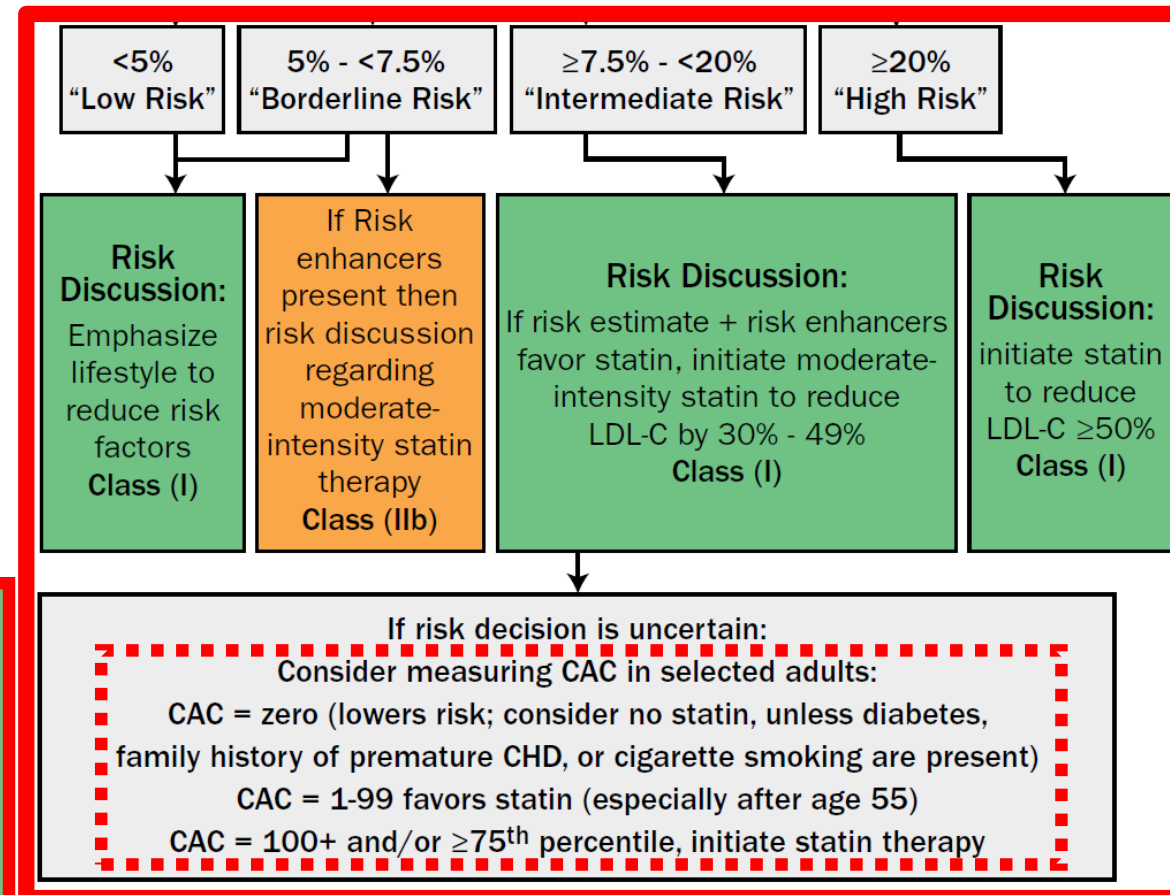 <5%
“Low Risk”
5% - <7.5%
“Borderline Risk”
≥7.5% - <20%
“Intermediate Risk”
≥20%
“High Risk”
Risk
Discussion:
Emphasize
lifestyle to
reduce risk
factors
Class (I)
If Risk
enhancers
present then
risk discussion
regarding
moderate-
intensity statin
therapy
Class (IIb)
Risk Discussion:
If risk estimate + risk enhancers
favor statin, initiate moderate-
intensity statin to reduce
LDL-C by 30% - 49%
Class (I)
Risk
Discussion:
initiate statin
to reduce
LDL-C ≥50%
Class (I)
If risk decision is uncertain:
Consider measuring CAC in selected adults:
CAC = zero (lowers risk; consider no statin, unless diabetes,
family history of premature CHD, or cigarette smoking are present)
CAC = 1-99 favors statin (especially after age 55)
CAC = 100+ and/or ≥75th percentile, initiate statin therapy